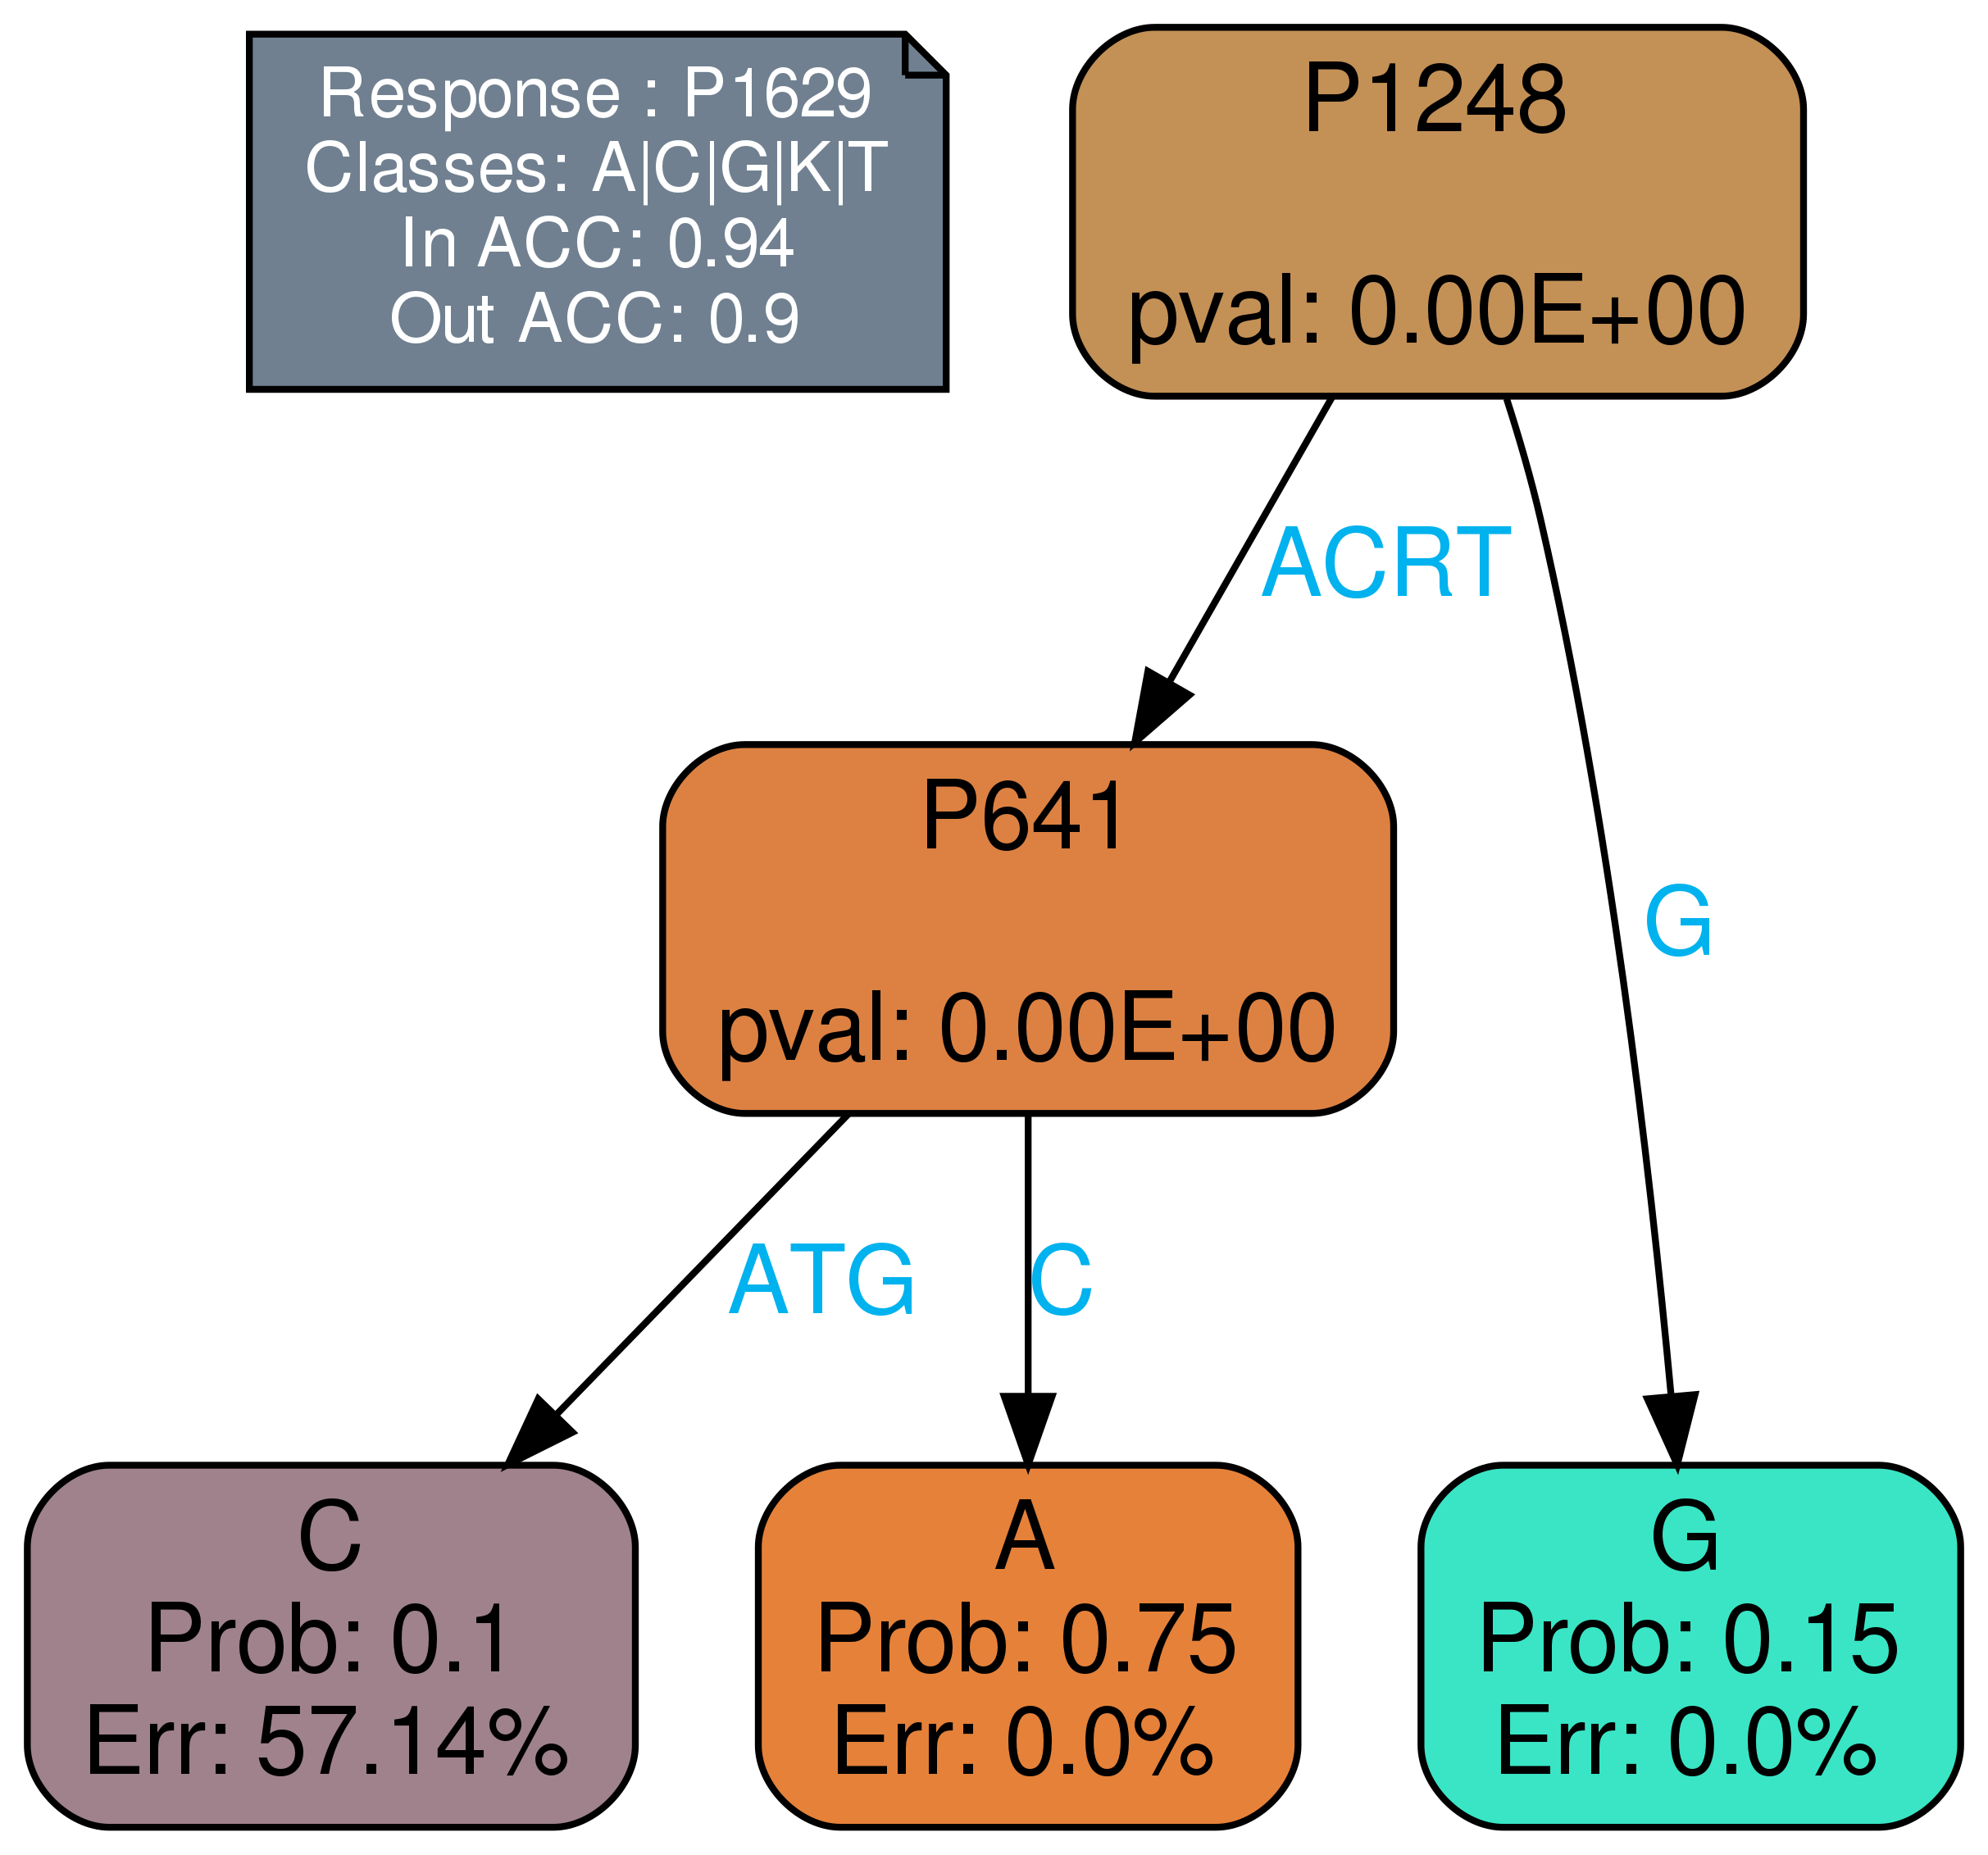 Response : P1629
Classes: A|C|G|K|T
In ACC: 0.94
Out ACC: 0.9
P1248
pval: 0.00E+00
ACRT
P641
pval: 0.00E+00
G
ATG
C
C
Prob: 0.1
Err: 57.14%
A
Prob: 0.75
Err: 0.0%
G
Prob: 0.15
Err: 0.0%